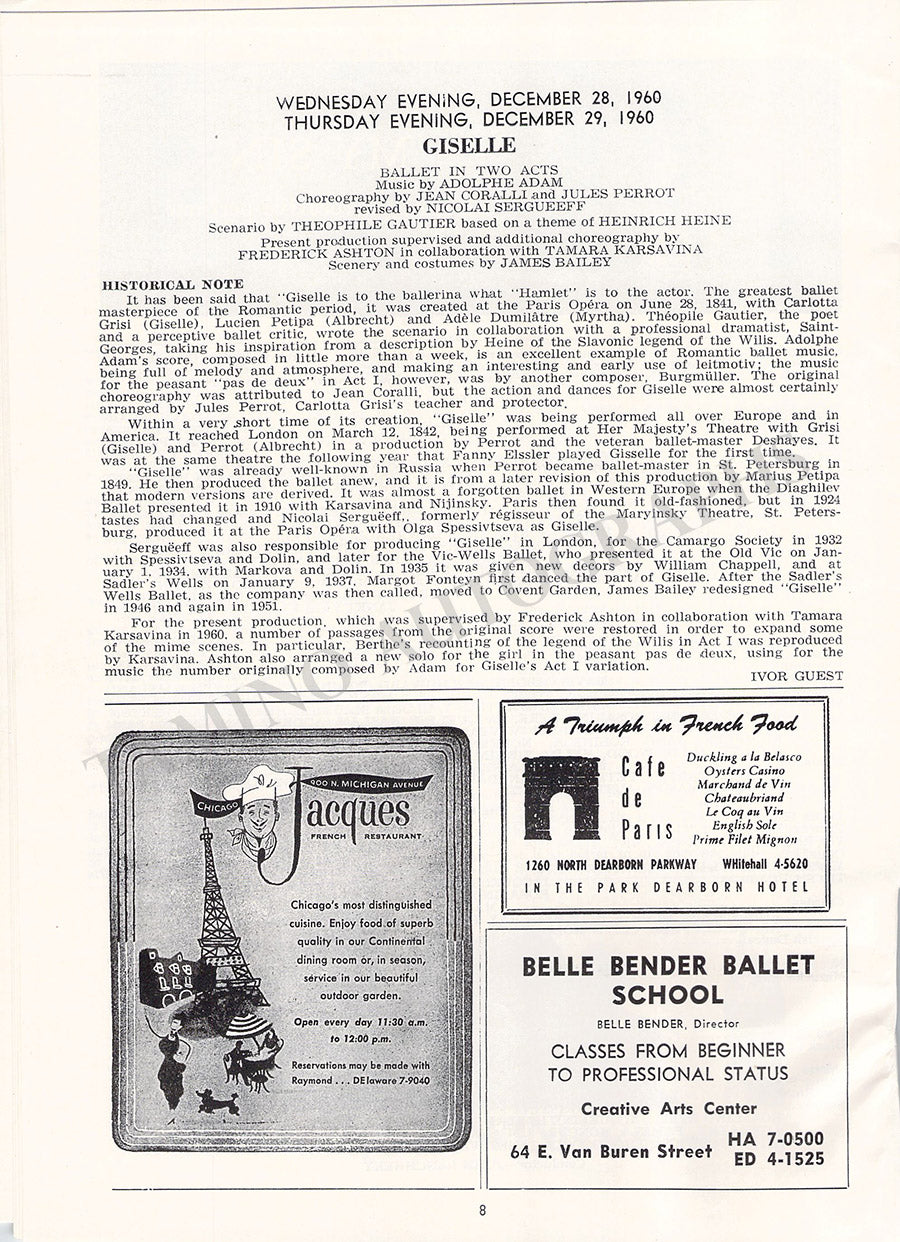 WEDNESDAY EVENING, DECEMBER 28, 1960
THURSDAY EVENING, DECEMBER 29, 1960
GISELLE
BALLET IN TWO ACTS
Music by ADOLPHE ADAM
Choreography by JEAN CORALLI and JULES PERROT
revised by NICOLAI SERGUEEFF
Scenario by THEOPHILE GAUTIER based on a theme of HEINRICH HEINE
Present production supervised and additional choreography by
FREDERICK ASHTON in collaboration with TAMARA KARSAVINA
Scenery and costumes by JAMES BAILEY
HISTORICAL NOTE
It has been said that "Giselle is to the ballerina what "Hamlet" is to the actor. The greatest ballet
masterpiece of the Romantic period, it was created at the Paris Opéra on June 28, 1841, with Carlotta
Grisi (Giselle), Lucien Petipa (Albrecht) and Adèle Dumilâtre (Myrtha). Théopile Gautier, the poet
and a perceptive ballet critic, wrote the scenario in collaboration with a professional dramatist, Saint-
Georges, taking his inspiration from a description by Heine of the Slavonic legend of the Wilis. Adolphe
Adam's score, composed in little more than a week, is an excellent example of Romantic ballet music,
being full of melody and atmosphere, and making an interesting and early use of leitmotiv; the music
for the peasant "pas de deux" in Act I, however, was by another composer, Burgmüller. The original
choreography was attributed to Jean Coralli, but the action and dances for Giselle were almost certainly
arranged by Jules Perrot, Carlotta Grisi's teacher and protector.
Within a very short time of its creation, "Giselle" was being performed all over Europe and in
America. It reached London on March 12, 1842, being performed at Her Majesty's Theatre with Grisi
(Giselle) and Perrot (Albrecht) in a production by Perrot and the veteran ballet-master Deshayes. It
was at the same theatre the following year that Fanny Elssler played Gisselle for the first time.
"Giselle" was already well-known in Russia when Perrot became ballet-master in St. Petersburg in
1849. He then produced the ballet anew, and it is from a later revision of this production by Marius Petipa
that modern versions are derived. It was almost a forgotten ballet in Western Europe when the Diaghilev
Ballet presented it in 1910 with Karsavina and Nijinsky. Paris then found it old-fashioned, but in 1924
tastes had changed and Nicolai Serguëeff,, formerly régisseur of the Maryinsky Theatre, St. Peters-
burg, produced it at the Paris Opéra with Olga Spessivtseva as Giselle.
Serguëeff was also responsible for producing "Giselle" in London, for the Camargo Society in 1932
with Spessivtseva and Dolin, and later for the Vic-Wells Ballet, who presented it at the Old Vic on Jan-
uary 1, 1934, with Markova and Dolin. In 1935 it was given new decors by William Chappell, and at
Sadler's Wells on January 9, 1937, Margot Fonteyn first danced the part of Giselle. After the Sadler's
Wells Ballet, as the company was then called, moved to Covent Garden, James Bailey redesigned "Giselle"
in 1946 and again in 1951.
For the present production, which was supervised by Frederick Ashton in collaboration with Tamara
Karsavina in 1960, a number of passages from the original score were restored in order to expand some
of the mime scenes. In particular, Berthe's recounting of the legend of the Wilis in Act I was reproduced
by Karsavina. Ashton also arranged a new solo for the girl in the peasant pas de deux, using for the
music the number originally composed by Adam for Giselle's Act I variation.
IVOR GUEST
TAMINO AUTOGRAPHS
CHICAGO
900 N. MICHIGAN AVENUE
Jacques
FRENCH RESTAURANT
Chicago's most distinguished
cuisine. Enjoy food of superb
quality in our Continental
dining room or, in season,
service in our beautiful
outdoor garden.
Open every day 11:30 a.m.
to 12:00 p.m.
Reservations may be made with
Raymond . . . DElaware 7-9040
A Triumph in French Food
Cafe
de
Paris
Duckling a la Belasco
Oysters Casino
Marchand de Vin
Chateaubriand
Le Coq au Vin
English Sole
Prime Filet Mignon
1260 NORTH DEARBORN PARKWAY WHitehall 4-5620
IN THE PARK DEARBORN HOTEL
BELLE BENDER BALLET
SCHOOL
BELLE BENDER, Director
CLASSES FROM BEGINNER
TO PROFESSIONAL STATUS
Creative Arts Center
64 E. Van Buren Street HA 7-0500
ED 4-1525
8